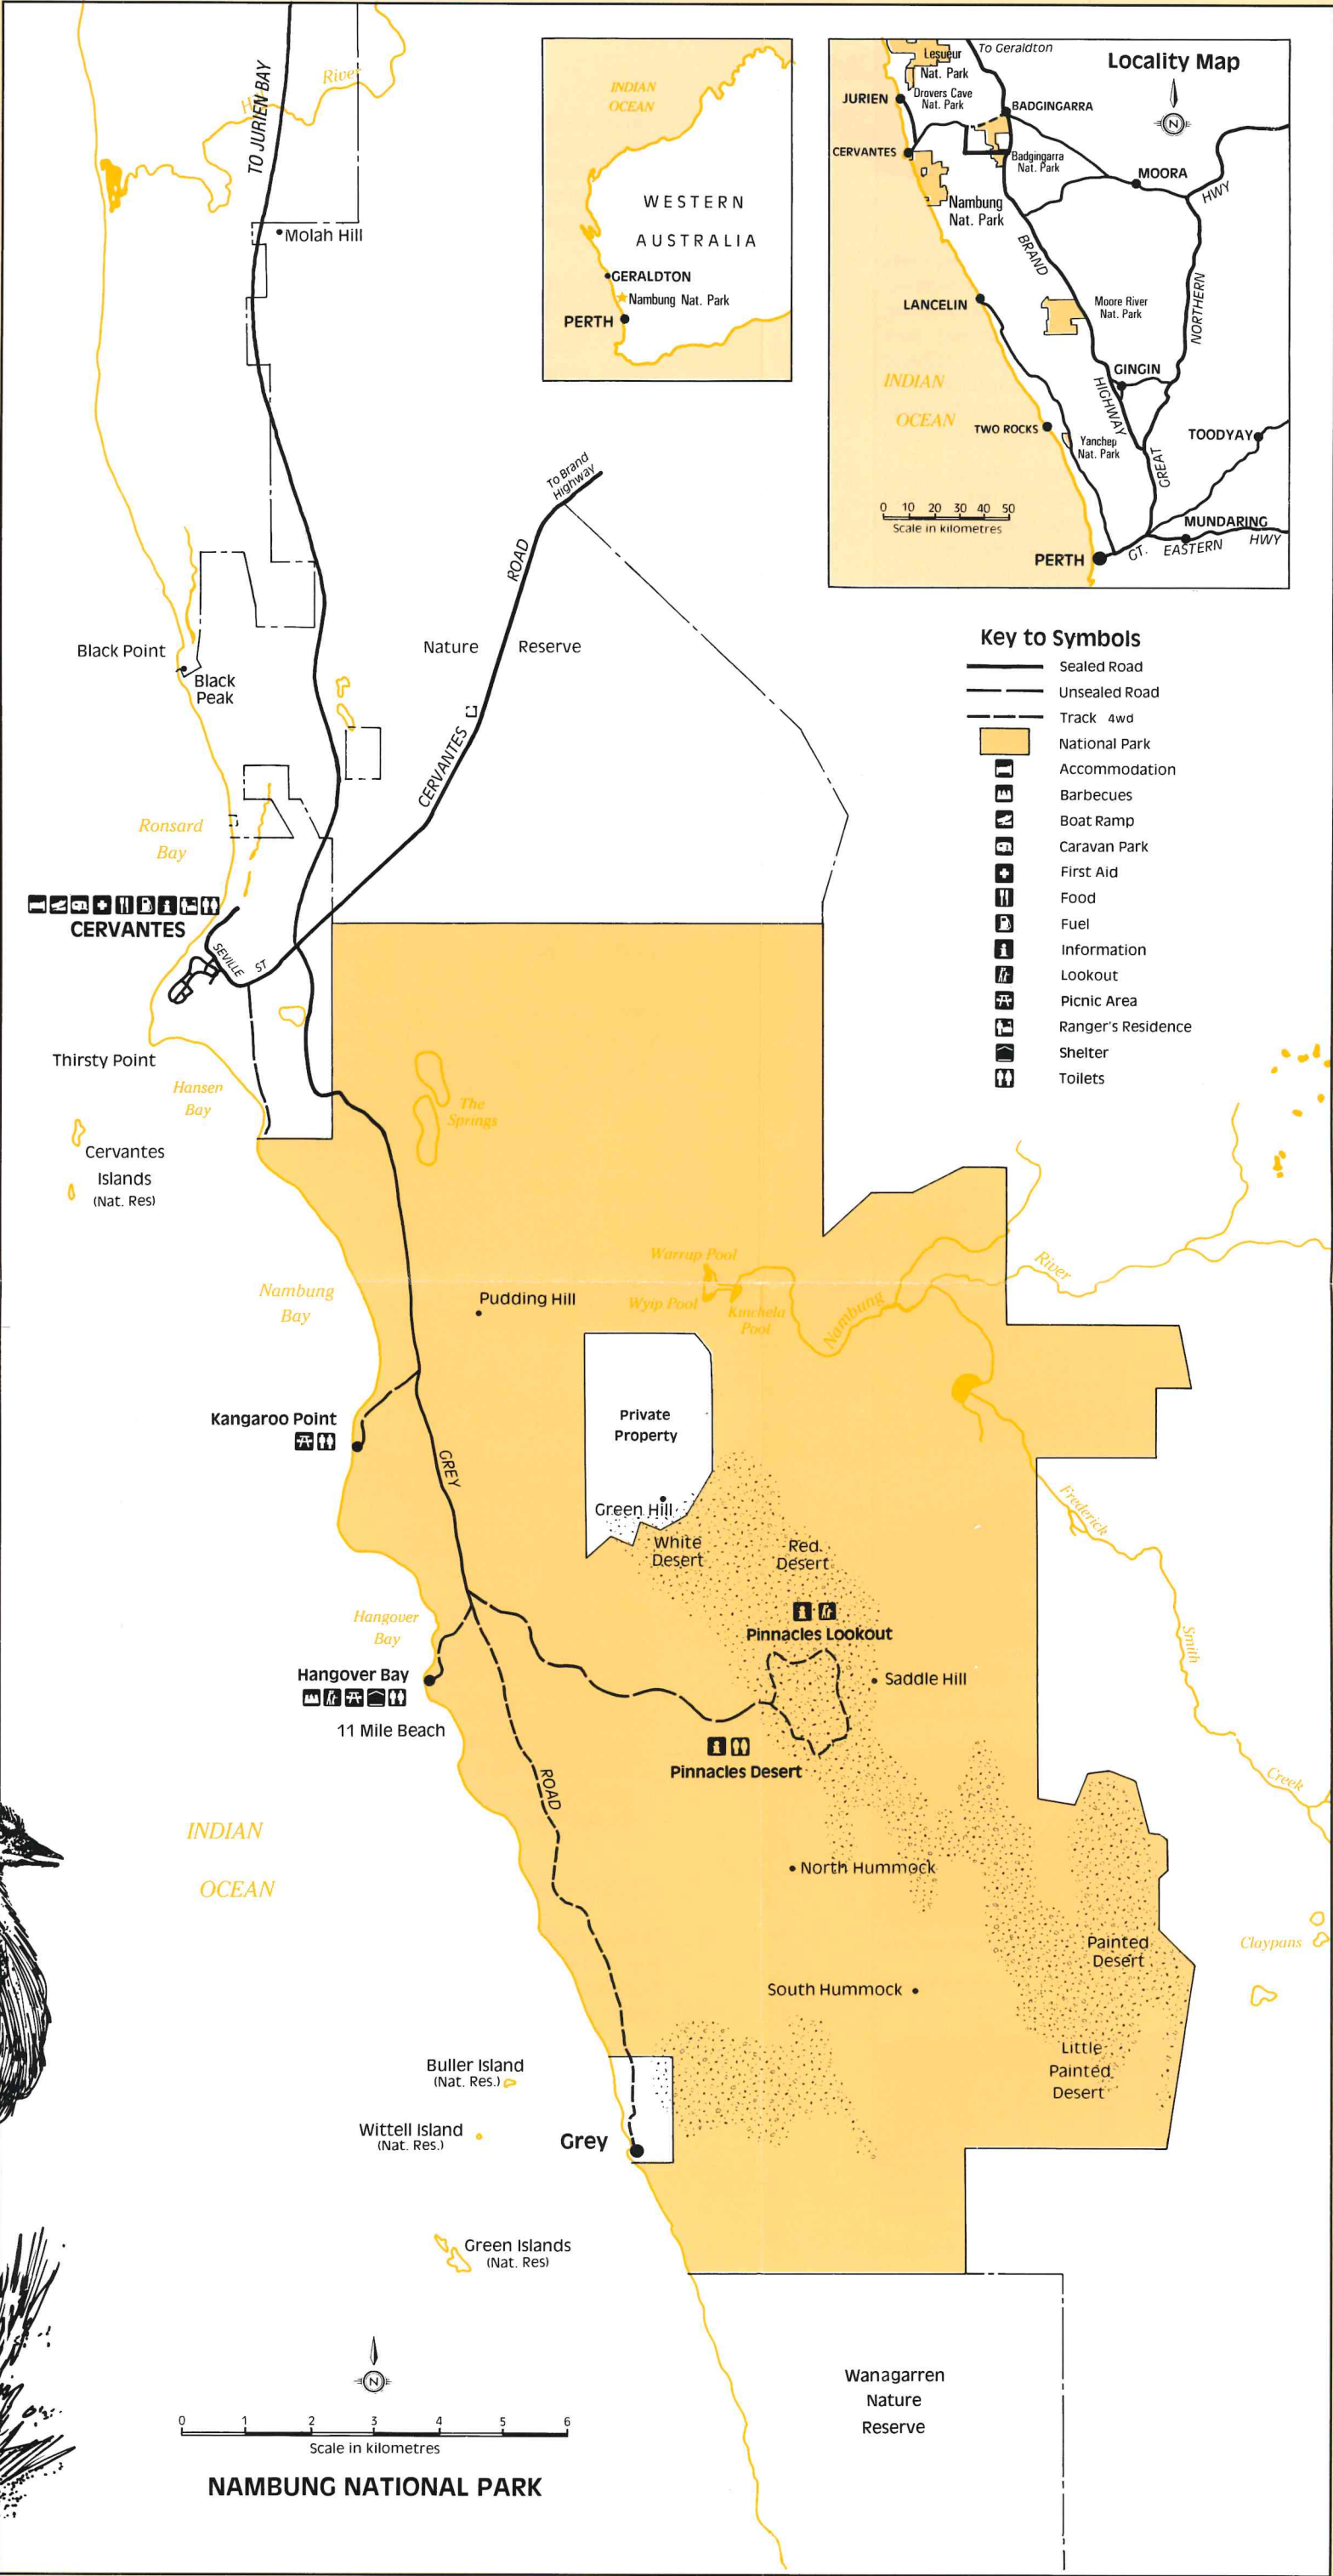 INDIAN
OCEAN
WESTERN
AUSTRALIA
GERALDTON
Nambung Nat. Park
PERTH
Locality Map
N
To Geraldton
Lesueur
Nat. Park
JURIEN
Drovers Cave
Nat. Park
BADGINGARRA
CERVANTES
Badgingarra
Nat. Park
MOORA
HWY
Nambung
Nat. Park
BRAND
NORTHERN
LANCELIN
Moore River
Nat. Park
INDIAN
OCEAN
GINGIN
HIGHWAY
TWO ROCKS
Yanchep
Nat. Park
GREAT
TOODYAY
0 10 20 30 40 50
Scale in kilometres
MUNDARING
PERTH
GT. EASTERN HWY
TO JURIEN BAY
River
Molah Hill
To Brand
Highway
Black Point
Black
Peak
Nature Reserve
CERVANTES ROAD
Key to Symbols
Sealed Road
Unsealed Road
Track 4wd
National Park
Accommodation
Barbecues
Boat Ramp
Caravan Park
First Aid
Food
Fuel
Information
Lookout
Picnic Area
Ranger's Residence
Shelter
Toilets
Ronsard
Bay
CERVANTES
SEVILLE ST
Thirsty Point
Hansen
Bay
Cervantes
Islands
(Nat. Res)
The
Springs
Nambung
Bay
Pudding Hill
Warrup Pool
Wyip Pool
Kinchela
Pool
Nambung
River
Kangaroo Point
Private
Property
GREY
Green Hill
White
Desert
Red
Desert
Frederick
Smith
Creek
Hangover
Bay
Pinnacles Lookout
Hangover Bay
Saddle Hill
11 Mile Beach
Pinnacles Desert
ROAD
INDIAN
OCEAN
North Hummock
Painted
Desert
Claypans
South Hummock
Little
Painted
Desert
Buller Island
(Nat. Res.)
Wittell Island
(Nat. Res.)
Grey
Green Islands
(Nat. Res)
N
Wanagarren
Nature
Reserve
0 1 2 3 4 5 6
Scale in kilometres
NAMBUNG NATIONAL PARK